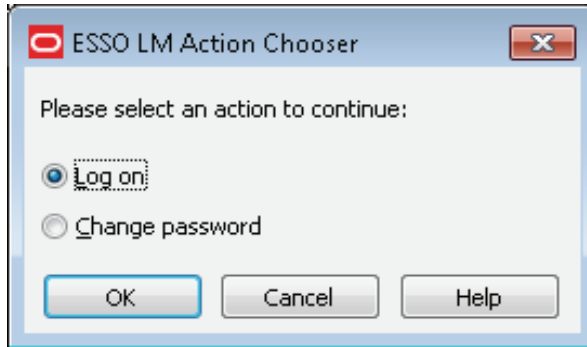 ESSO LM Action Chooser
Please select an action to continue:
Log on
Change password
OK Cancel Help